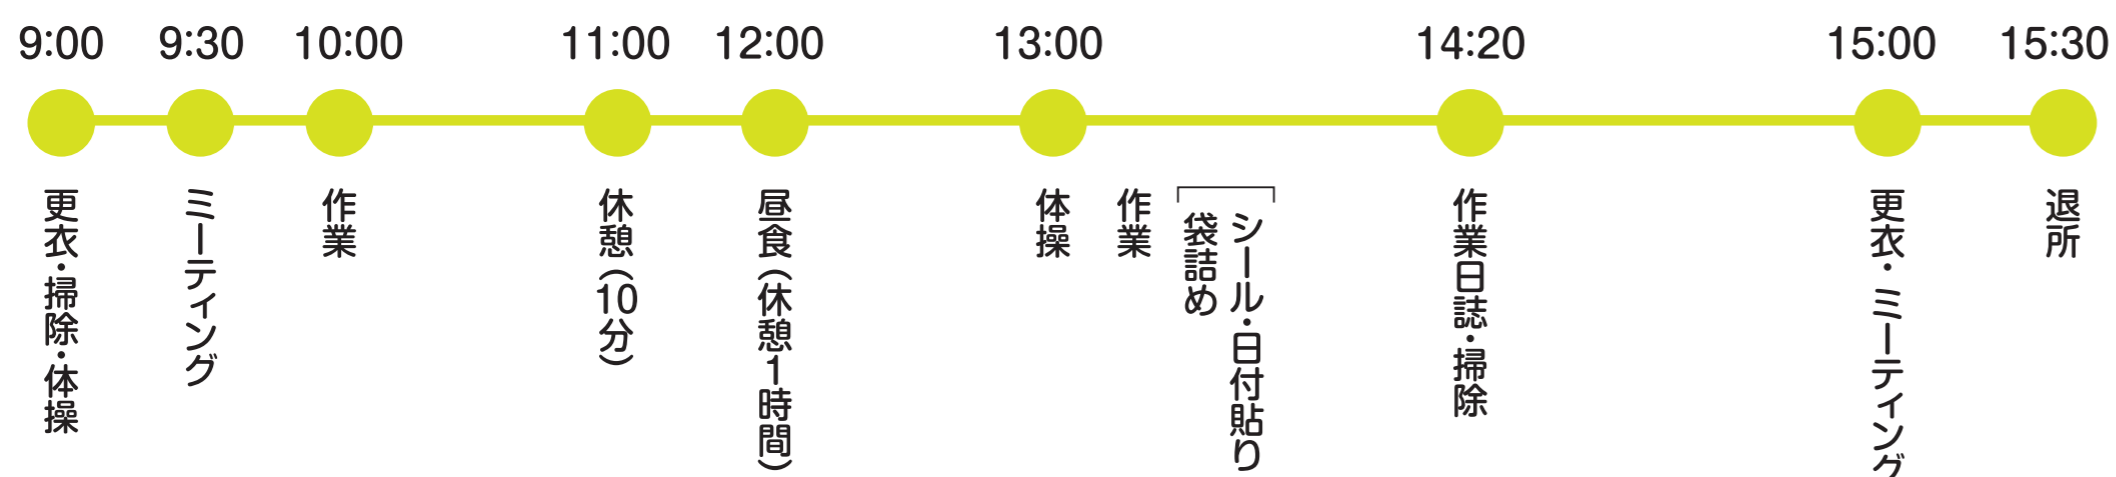 9:00
9:30
10:00
11:00
12:00
13:00
14:20
15:00
15:30
更衣・掃除・体操
ミーティング
作業
休憩(10分)
昼食(休憩1時間)
体操
作業
シール・日付貼り
袋詰め
作業日誌・掃除
更衣・ミーティング
退所